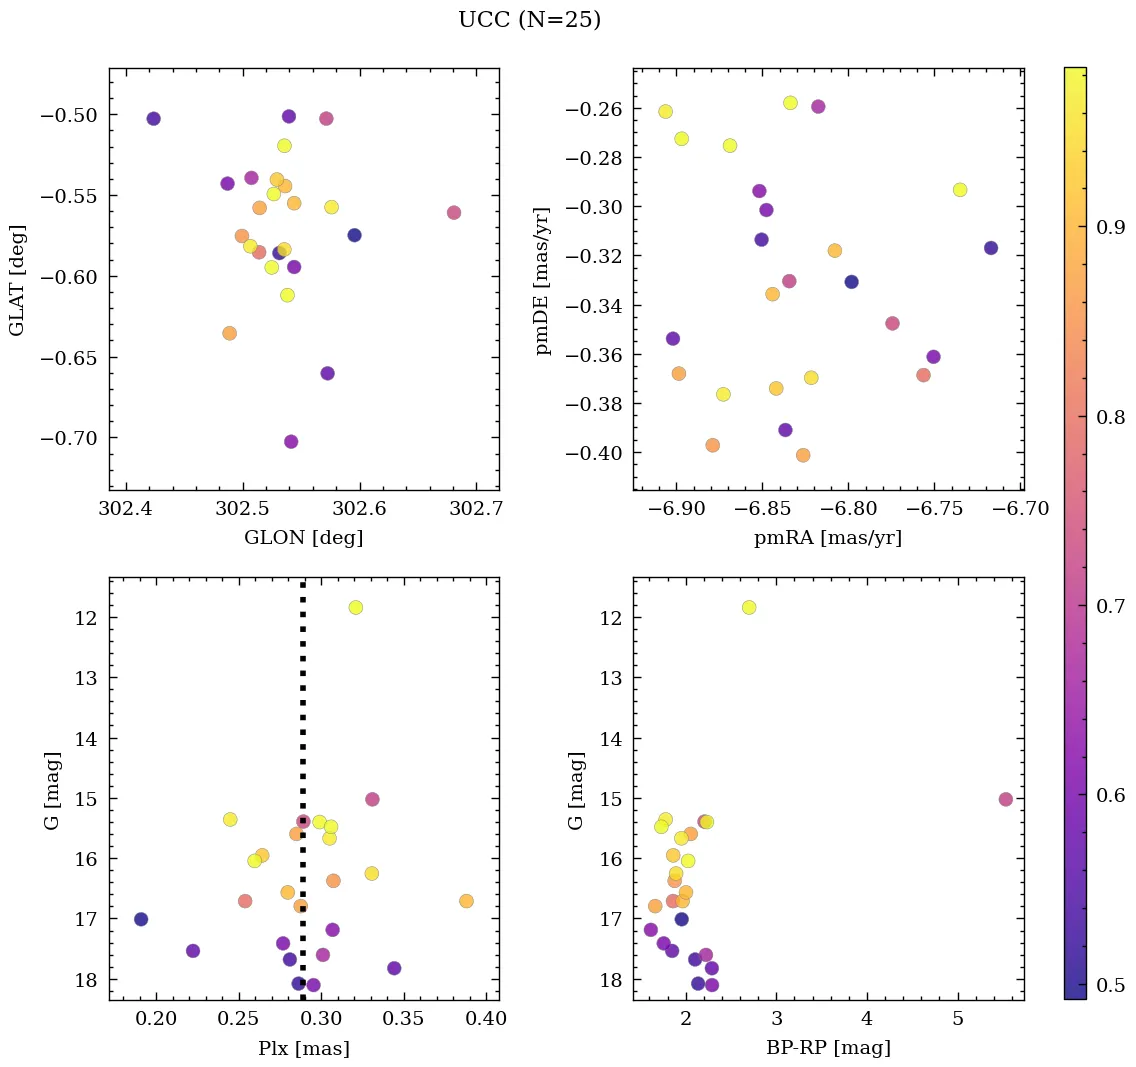 UCC (N=25)
−0.50
−0.55
−0.60
−0.65
−0.70
GLAT [deg]
302.4 302.5 302.6 302.7
GLON [deg]
−0.26
−0.28
−0.30
−0.32
−0.34
−0.36
−0.38
−0.40
pmDE [mas/yr]
−6.90 −6.85 −6.80 −6.75 −6.70
pmRA [mas/yr]
12
13
14
15
16
17
18
G [mag]
0.20 0.25 0.30 0.35 0.40
Plx [mas]
12
13
14
15
16
17
18
G [mag]
2 3 4 5
BP-RP [mag]
0.9
0.8
0.7
0.6
0.5